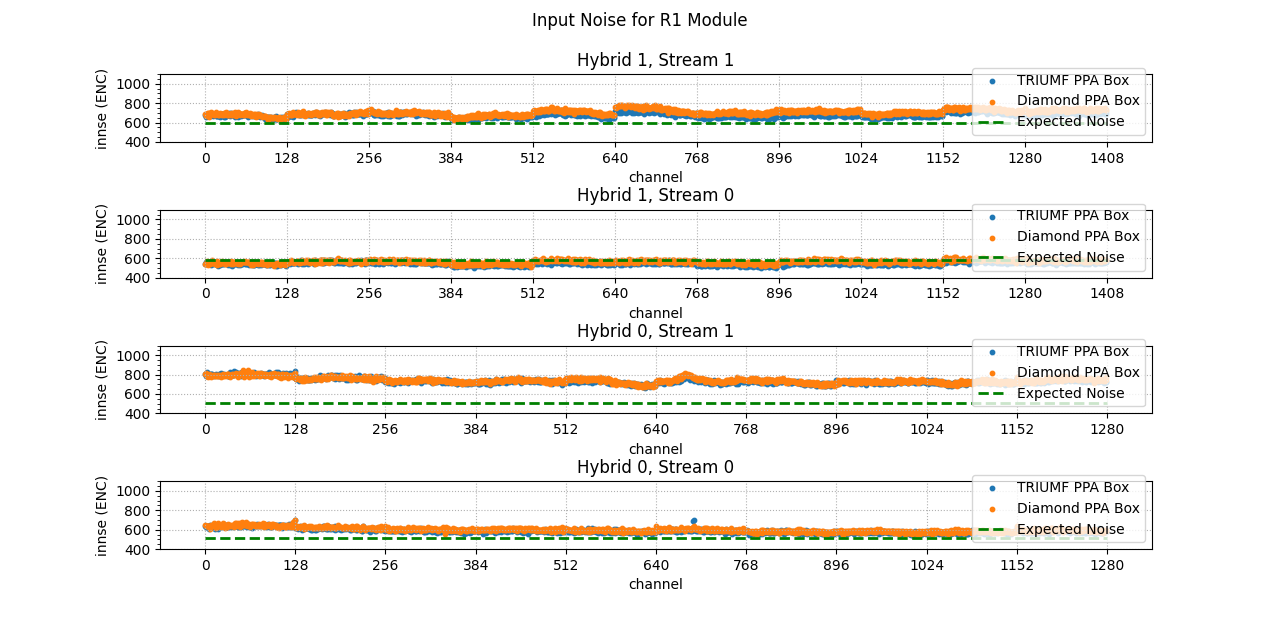 Input Noise for R1 Module
Hybrid 1, Stream 1
innse (ENC)
1000
800
600
400
TRIUMF PPA Box
Diamond PPA Box
Expected Noise
0 128 256 384 512 640 768 896 1024 1152 1280 1408
channel
Hybrid 1, Stream 0
innse (ENC)
1000
800
600
400
TRIUMF PPA Box
Diamond PPA Box
Expected Noise
0 128 256 384 512 640 768 896 1024 1152 1280 1408
channel
Hybrid 0, Stream 1
innse (ENC)
1000
800
600
400
TRIUMF PPA Box
Diamond PPA Box
Expected Noise
0 128 256 384 512 640 768 896 1024 1152 1280
channel
Hybrid 0, Stream 0
innse (ENC)
1000
800
600
400
TRIUMF PPA Box
Diamond PPA Box
Expected Noise
0 128 256 384 512 640 768 896 1024 1152 1280
channel